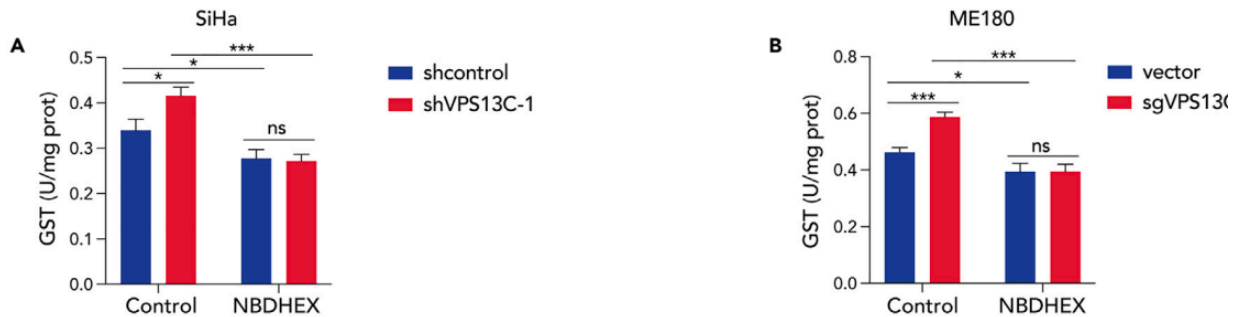 SiHa
A
GST (U/mg prot)
0.5
0.4
0.3
0.2
0.1
0.0
***
*
*
ns
Control
NBDHEX
shcontrol
shVPS13C-1
ME180
B
GST (U/mg prot)
0.8
0.6
0.4
0.2
0.0
***
*
***
ns
Control
NBDHEX
vector
sgVPS13